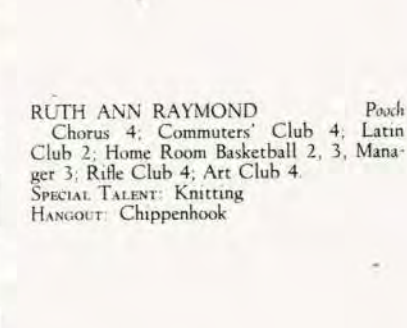 RUTH ANN RAYMOND Pooch
Chorus 4; Commuters' Club 4; Latin
Club 2; Home Room Basketball 2, 3, Mana-
ger 3; Rifle Club 4; Art Club 4.
SPECIAL TALENT: Knitting
HANGOUT: Chippenhook